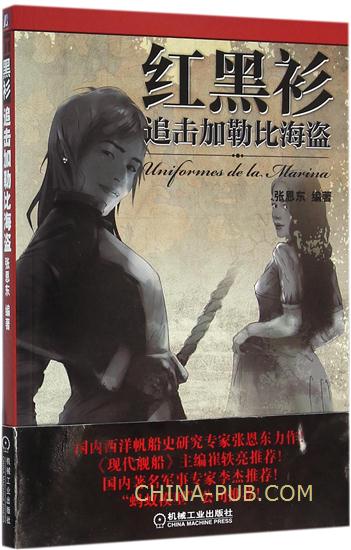 红黑衫
追击加勒比海盗
Uniformes de la Marina
张恩东 编著
红黑衫 追击加勒比海盗 张恩东 编著
机械工业出版社
国内西洋帆船史研究专家张恩东力作!
《现代舰船》主编崔轶亮推荐!
国内著名军事专家李杰推荐!
CHINA-PUB.COM
机械工业出版社
CHINA MACHINE PRESS